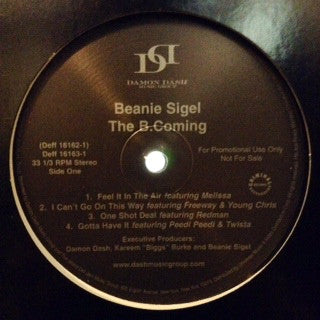 DD
DAMON DASH
MUSIC GROUP
Beanie Sigel
The B.Coming
(Deff 16162-1)
Deff 16163-1
33 1/3 RPM Stereo
Side One
For Promotional Use Only
Not For Sale
1. Feel It In The Air featuring Melissa
2. I Can't Go On This Way featuring Freeway & Young Chris
3. One Shot Deal featuring Redman
4. Gotta Have It featuring Peedi Peedi & Twista
Executive Producers:
Damon Dash, Kareem "Biggs" Burke and Beanie Sigel
www.dashmusicgroup.com